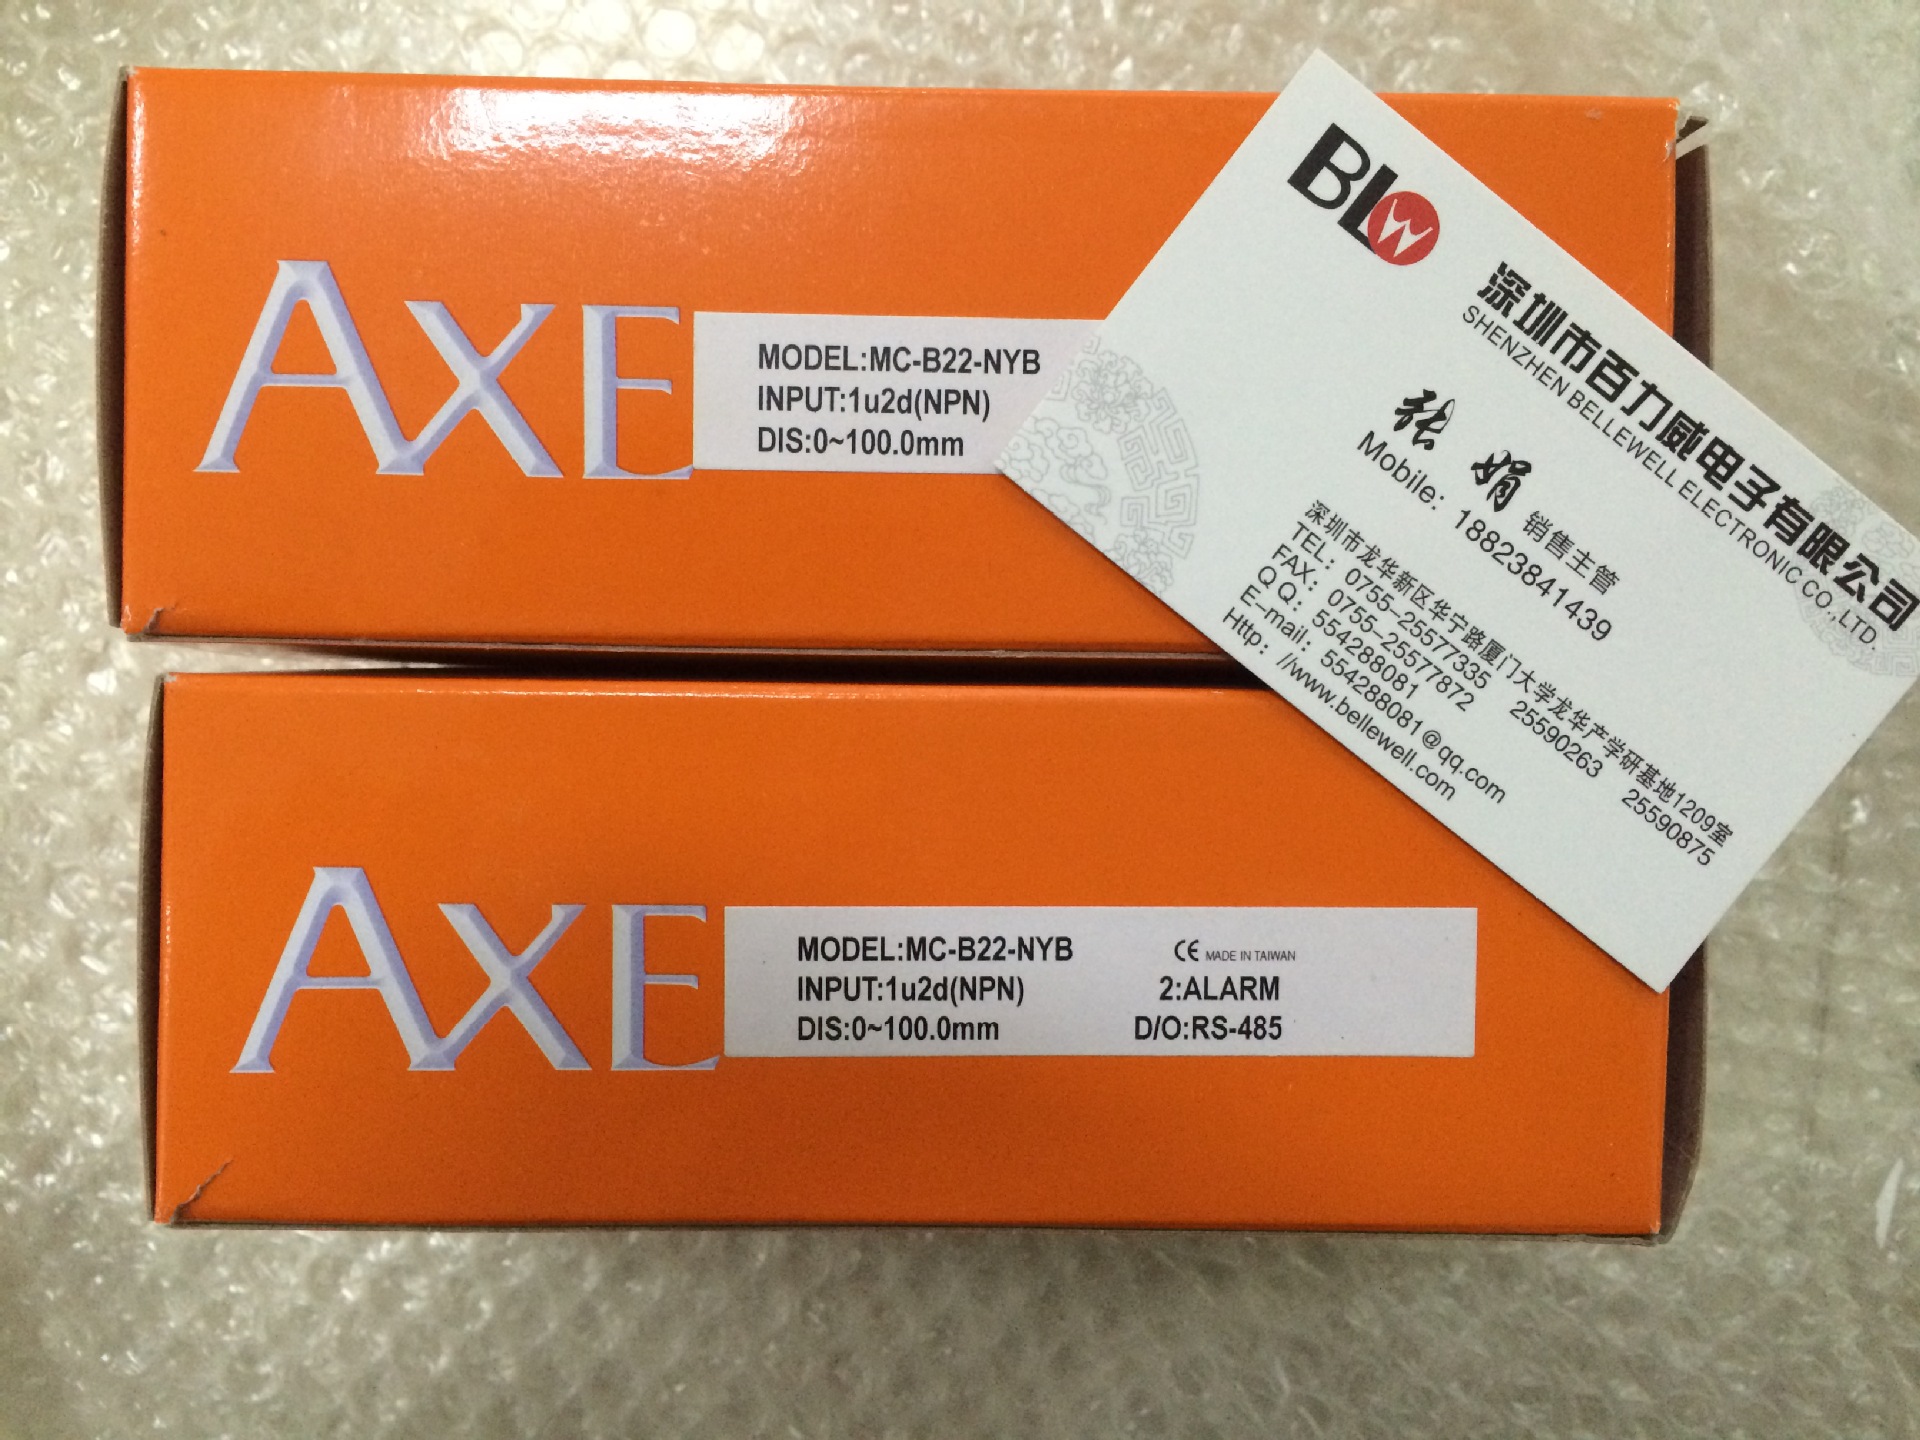 AXE
MODEL:MC-B22-NYB
INPUT:1u2d(NPN)
DIS:0~100.0mm
BLW
深圳市百力威电子有限公司
SHENZHEN BELLEWELL ELECTRONIC CO.,LTD.
张娟 销售主管
Mobile: 18823841439
深圳市龙华新区华宁路厦门大学龙华产学研基地1209室
TEL: 0755-25577335 25590263 25590875
FAX: 0755-25577872
QQ: 554288081
E-mail: 554288081@qq.com
Http: //www.bellewell.com
AXE
MODEL:MC-B22-NYB CE MADE IN TAIWAN
INPUT:1u2d(NPN) 2:ALARM
DIS:0~100.0mm D/O:RS-485